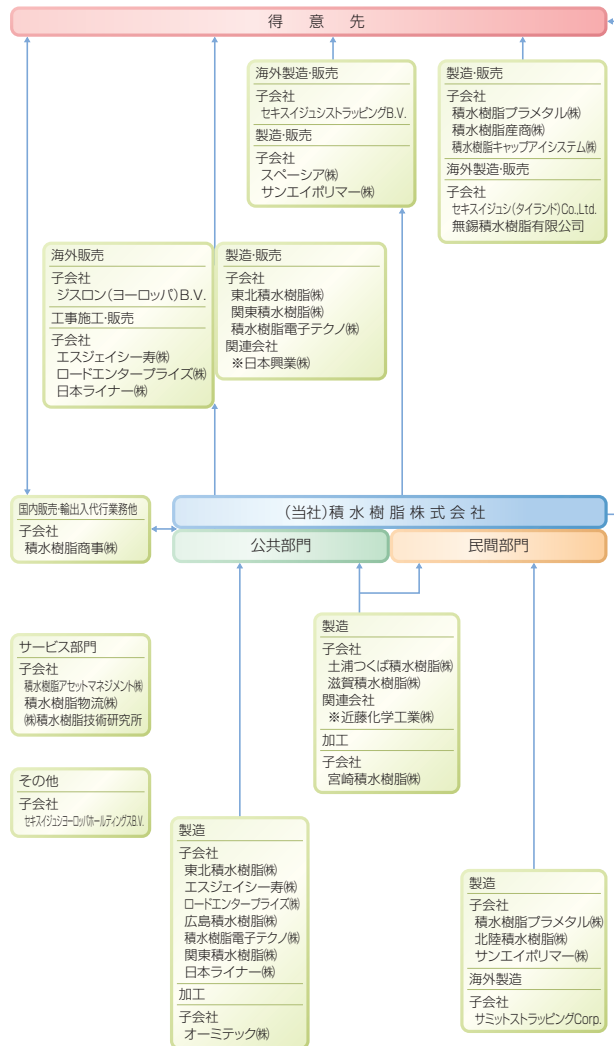 得意先
海外製造・販売
子会社
セキスイジュシストラッピングB.V.
製造・販売
子会社
スペーシア㈱
サンエイポリマー㈱
製造・販売
子会社
積水樹脂プラメタル㈱
積水樹脂産商㈱
積水樹脂キャップアイシステム㈱
海外製造・販売
子会社
セキスイジュシ(タイランド)Co.,Ltd.
無錫積水樹脂有限公司
海外販売
子会社
ジスロン(ヨーロッパ)B.V.
工事施工・販売
子会社
エスジェイシー寿㈱
ロードエンタープライズ㈱
日本ライナー㈱
製造・販売
子会社
東北積水樹脂㈱
関東積水樹脂㈱
積水樹脂電子テクノ㈱
関連会社
※日本興業㈱
国内販売・輸出入代行業務他
子会社
積水樹脂商事㈱
(当社)積水樹脂株式会社
公共部門
民間部門
サービス部門
子会社
積水樹脂アセットマネジメント㈱
積水樹脂物流㈱
㈱積水樹脂技術研究所
その他
子会社
セキスイジュシヨーロッパホールディングスB.V.
製造
子会社
土浦つくば積水樹脂㈱
滋賀積水樹脂㈱
関連会社
※近藤化学工業㈱
加工
子会社
宮崎積水樹脂㈱
製造
子会社
東北積水樹脂㈱
エスジェイシー寿㈱
ロードエンタープライズ㈱
広島積水樹脂㈱
積水樹脂電子テクノ㈱
関東積水樹脂㈱
日本ライナー㈱
加工
子会社
オーミテック㈱
製造
子会社
積水樹脂プラメタル㈱
北陸積水樹脂㈱
サンエイポリマー㈱
海外製造
子会社
サミットストラッピングCorp.